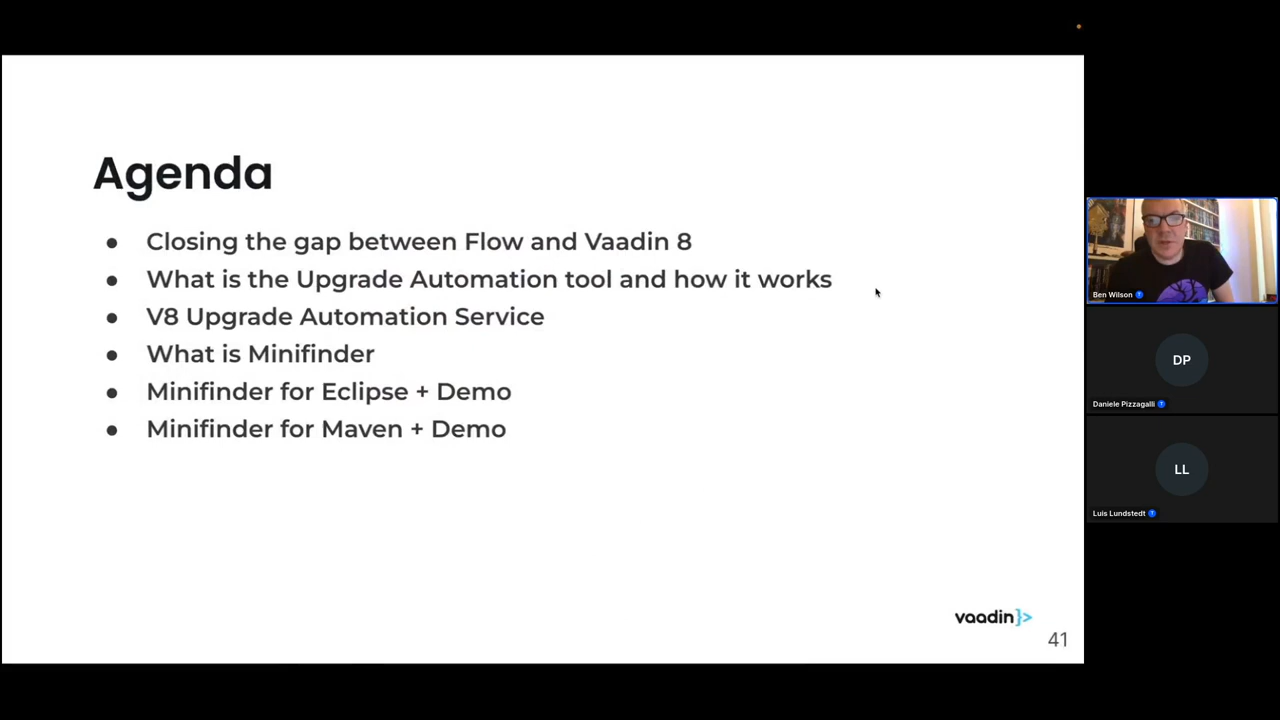 Agenda
● Closing the gap between Flow and Vaadin 8
● What is the Upgrade Automation tool and how it works
● V8 Upgrade Automation Service
● What is Minifinder
● Minifinder for Eclipse + Demo
● Minifinder for Maven + Demo
vaadin}>
41
Ben Wilson
DP
Daniele Pizzagalli
LL
Luis Lundstedt